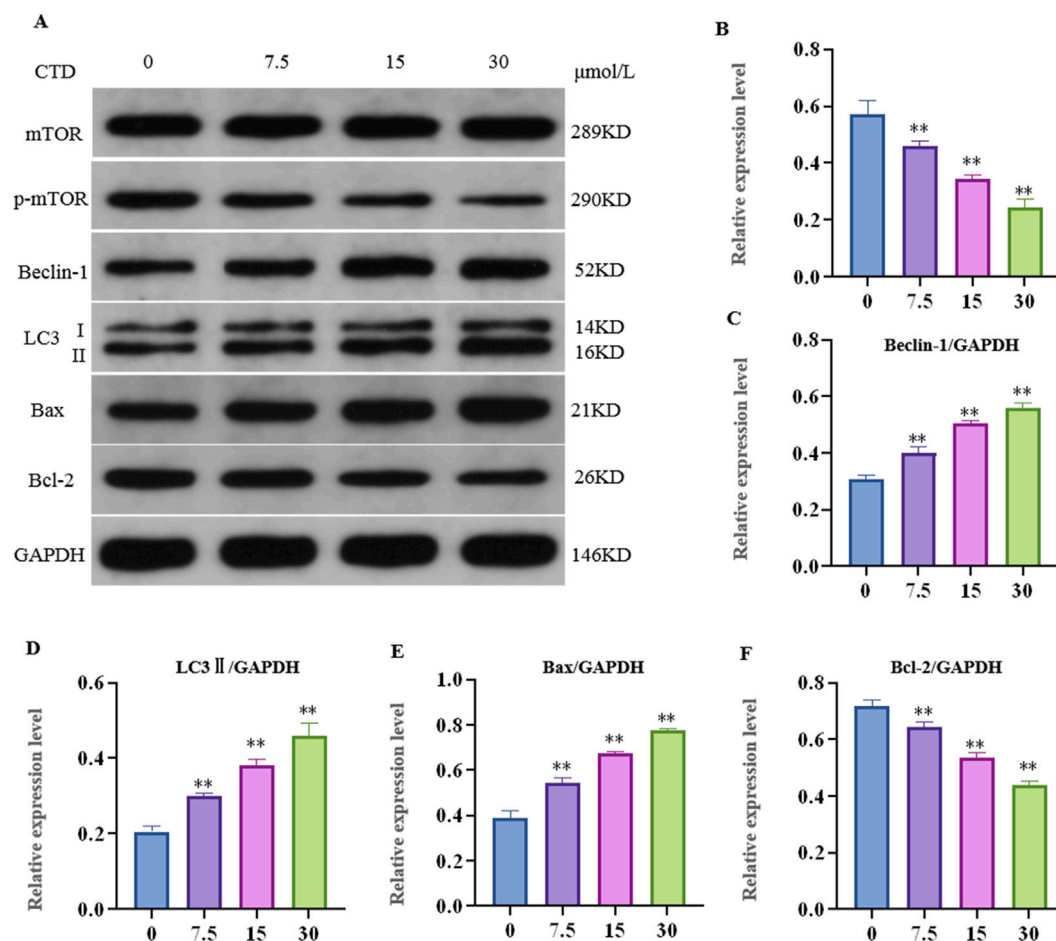 A
CTD 0 7.5 15 30 μmol/L
mTOR 289KD
p-mTOR 290KD
Beclin-1 52KD
LC3 I 14KD
II 16KD
Bax 21KD
Bcl-2 26KD
GAPDH 146KD
B
Relative expression level
0.8
0.6
0.4
0.2
0.0
** ** **
0 7.5 15 30
C
Beclin-1/GAPDH
Relative expression level
0.8
0.6
0.4
0.2
0.0
** ** **
0 7.5 15 30
D
LC3 II/GAPDH
Relative expression level
0.6
0.4
0.2
0.0
** ** **
0 7.5 15 30
E
Bax/GAPDH
Relative expression level
1.0
0.8
0.6
0.4
0.2
0.0
** ** **
0 7.5 15 30
F
Bcl-2/GAPDH
Relative expression level
0.8
0.6
0.4
0.2
0.0
** ** **
0 7.5 15 30